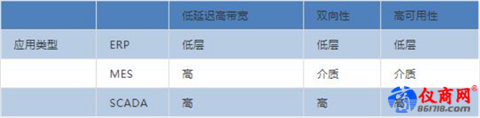 低延迟高带宽 双向性 高可用性
应用类型 ERP 低层 低层 低层
MES 高 介质 介质
SCADA 高 高 高
仪商网
861718.com